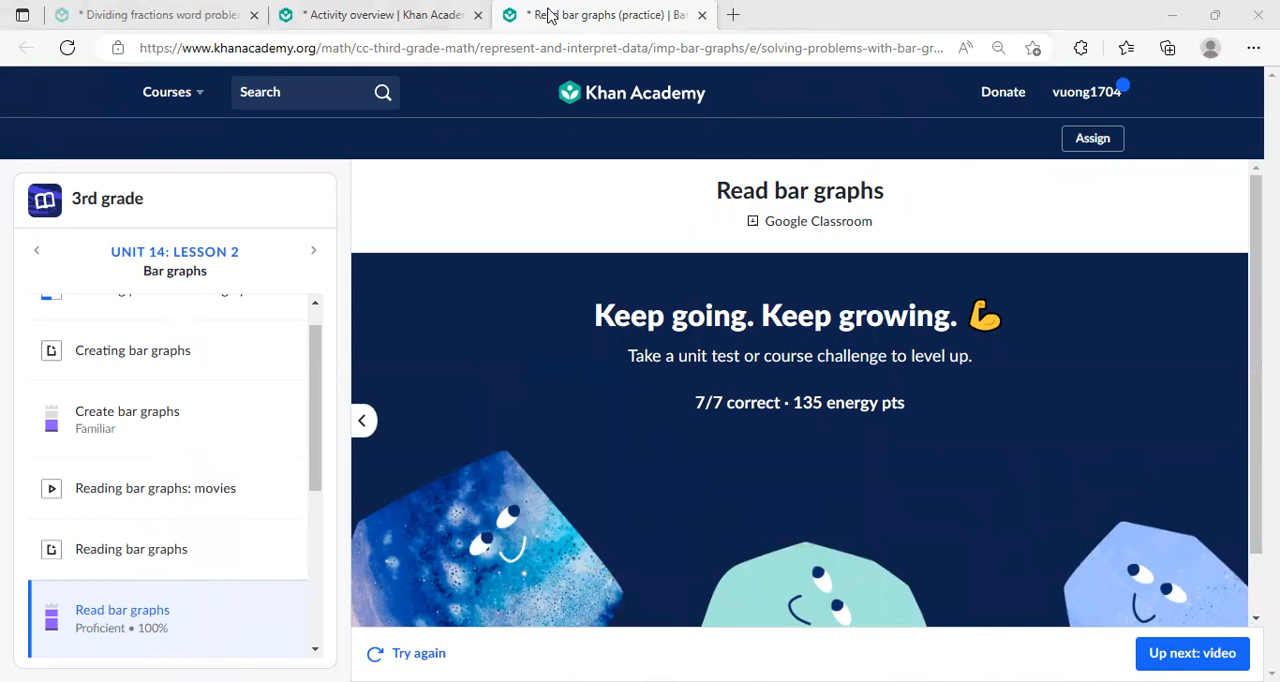 * Dividing fractions word proble
* Activity overview | Khan Acade
* Re d bar graphs (practice) | Ba
https://www.khanacademy.org/math/cc-third-grade-math/represent-and-interpret-data/imp-bar-graphs/e/solving-problems-with-bar-gr...
Courses
Search
Khan Academy
Donate
vuong1704
Assign
3rd grade
UNIT 14: LESSON 2
Bar graphs
Creating bar graphs
Create bar graphs
Familiar
Reading bar graphs: movies
Reading bar graphs
Read bar graphs
Proficient • 100%
Read bar graphs
Google Classroom
Keep going. Keep growing. 💪
Take a unit test or course challenge to level up.
7/7 correct • 135 energy pts
Try again
Up next: video